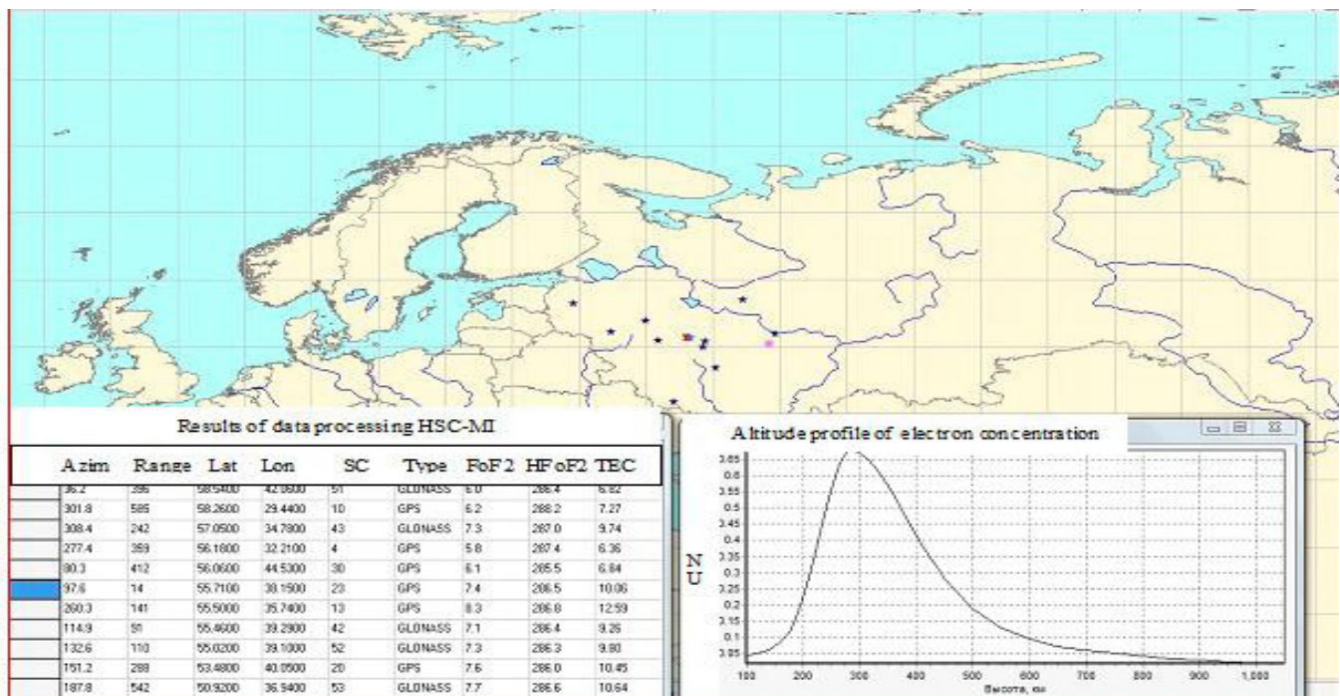 Results of data processing HSC-MI
Azim Range Lat Lon SC Type FoF2 HFoF2 TEC
36.2 396 58.5400 42.0600 51 GLONASS 6.0 286.4 6.82
301.8 585 58.2600 29.4400 10 GPS 6.2 288.2 7.27
308.4 242 57.0500 34.7800 43 GLONASS 7.3 287.0 9.74
277.4 359 56.1800 32.2100 4 GPS 5.8 287.4 6.36
80.3 412 56.0600 44.5300 30 GPS 6.1 285.5 6.84
97.6 14 55.7100 38.1500 23 GPS 7.4 286.5 10.06
260.3 141 55.5000 35.7400 13 GPS 8.3 286.8 12.59
114.9 91 55.4600 39.2900 42 GLONASS 7.1 286.4 9.26
132.6 110 55.0200 39.1000 52 GLONASS 7.3 286.3 9.80
151.2 288 53.4800 40.0500 20 GPS 7.6 286.0 10.45
187.8 542 50.9200 36.9400 53 GLONASS 7.7 286.6 10.64
Altitude profile of electron concentration
NU
100 200 300 400 500 600 700 800 900 1,000
Высота, км